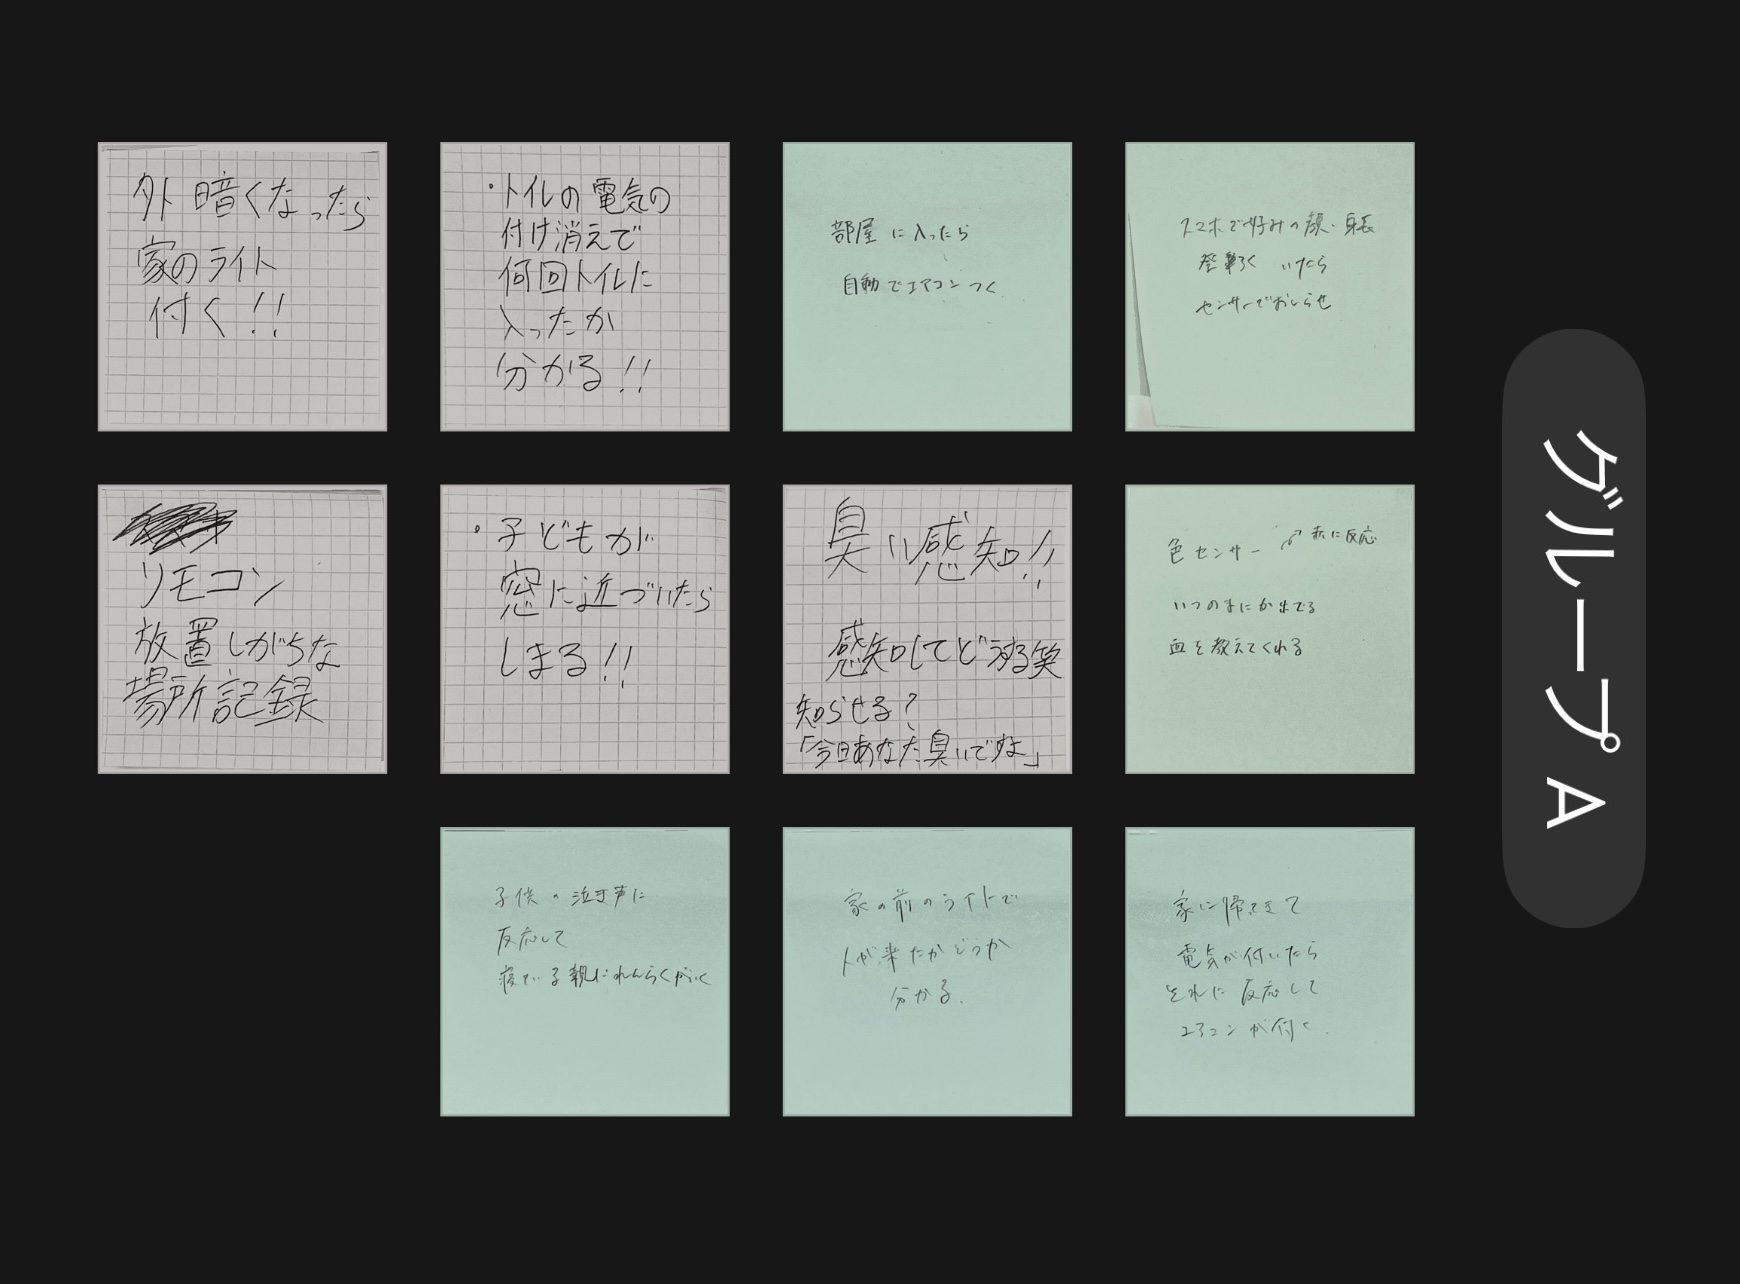 外 暗くなったら
家のライト
付く!!
・トイレの電気の
付け消えで
何回トイレに
入ったか
分かる!!
部屋に入ったら
自動でエアコンつく
スマホで好みの顔・身長
いたら
センサーでおしらせ
リモコン
放置しがちな
場所記録
・子どもが
窓に近づいたら
しまる!!
臭い感知!!
感知してどうする笑
知らせる?
「今日あなた臭いですよ」
色センサー 赤に反応
いつのまにか出てる
血を教えてくれる
子供の泣き声に
反応して
寝ている親にれんらくがいく
家の前のライトで
人が来たかどうか
分かる.
家に帰ってきて
電気が付いたら
それに反応して
エアコンが付く.
グループ A